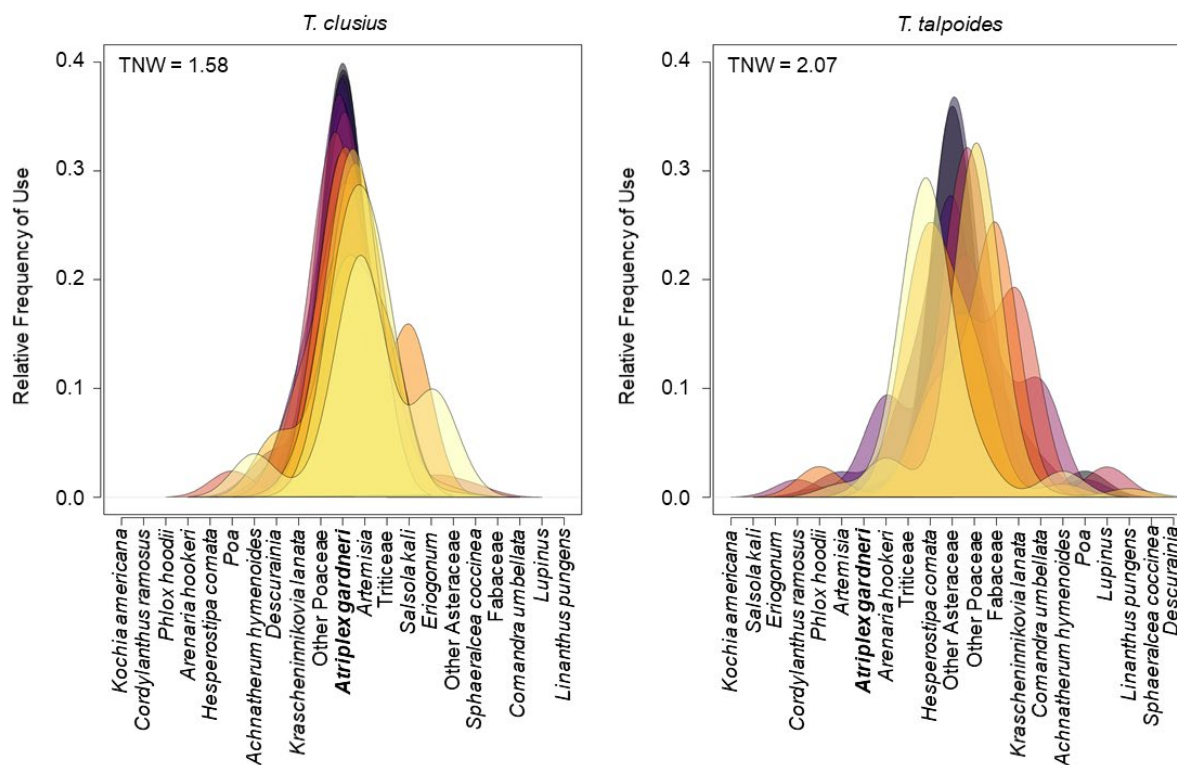 T. clusius
TNW = 1.58
Relative Frequency of Use
0.4
0.3
0.2
0.1
0.0
Kochia americana
Cordylanthus ramosus
Phlox hoodii
Arenaria hookeri
Hesperostipa comata
Poa
Achnatherum hymenoides
Descurainia
Krascheninnikovia lanata
Other Poaceae
Atriplex gardneri
Artemisia
Triticeae
Salsola kali
Eriogonum
Other Asteraceae
Sphaeralcea coccinea
Fabaceae
Comandra umbellata
Lupinus
Linanthus pungens
T. talpoides
TNW = 2.07
Relative Frequency of Use
0.4
0.3
0.2
0.1
0.0
Kochia americana
Salsola kali
Eriogonum
Cordylanthus ramosus
Phlox hoodii
Artemisia
Atriplex gardneri
Arenaria hookeri
Triticeae
Hesperostipa comata
Other Asteraceae
Other Poaceae
Fabaceae
Krascheninnikovia lanata
Comandra umbellata
Achnatherum hymenoides
Poa
Lupinus
Linanthus pungens
Sphaeralcea coccinea
Descurainia